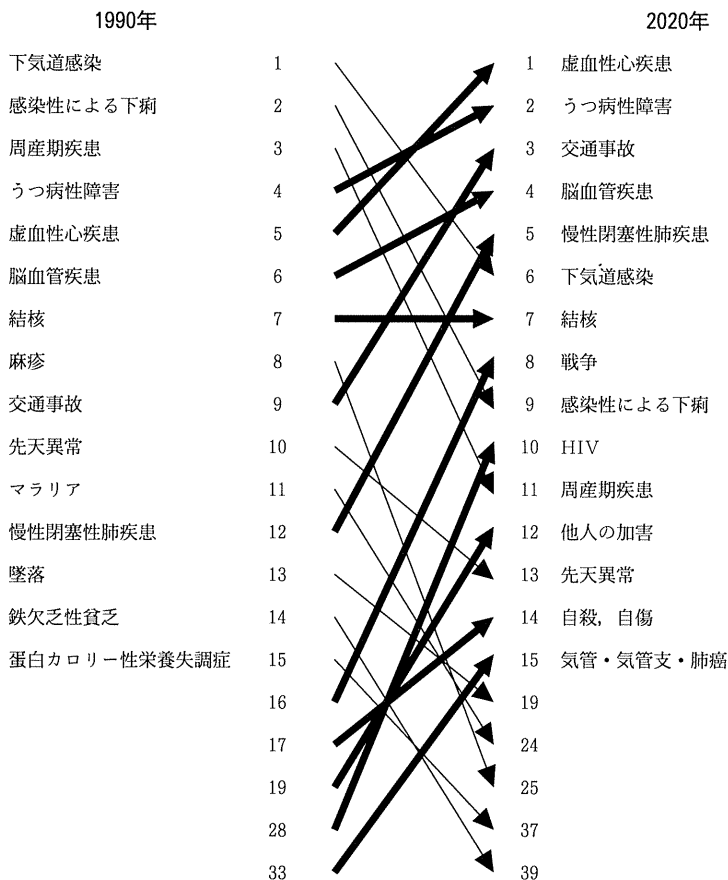 1990年 2020年
下気道感染 1 1 虚血性心疾患
感染性による下痢 2 2 うつ病性障害
周産期疾患 3 3 交通事故
うつ病性障害 4 4 脳血管疾患
虚血性心疾患 5 5 慢性閉塞性肺疾患
脳血管疾患 6 6 下気道感染
結核 7 7 結核
麻疹 8 8 戦争
交通事故 9 9 感染性による下痢
先天異常 10 10 HIV
マラリア 11 11 周産期疾患
慢性閉塞性肺疾患 12 12 他人の加害
墜落 13 13 先天異常
鉄欠乏性貧乏 14 14 自殺，自傷
蛋白カロリー性栄養失調症 15 15 気管・気管支・肺癌
16 19
17 24
19 25
28 37
33 39